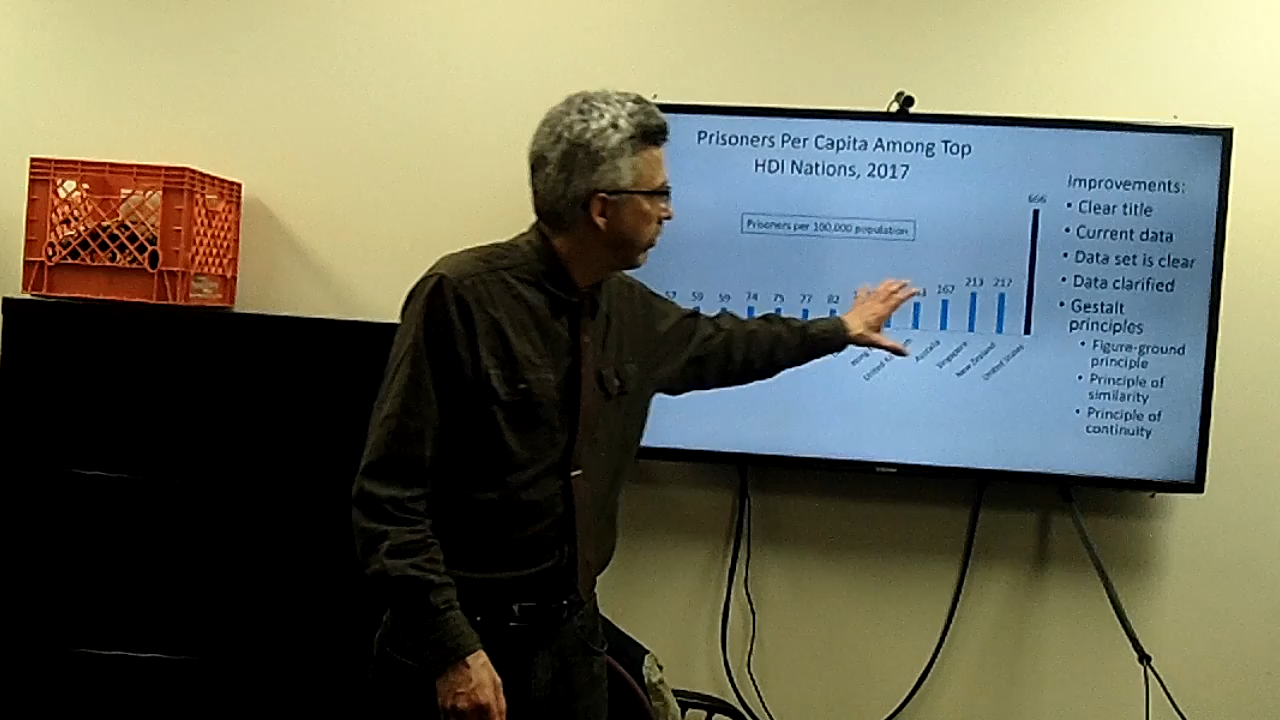 Prisoners Per Capita Among Top
HDI Nations, 2017
Prisoners per 100,000 population
59 59 74 75 77 82
167 213 217 666
Australia
Singapore
New Zealand
United States
Improvements:
• Clear title
• Current data
• Data set is clear
• Data clarified
• Gestalt
principles
• Figure-ground
principle
• Principle of
similarity
• Principle of
continuity